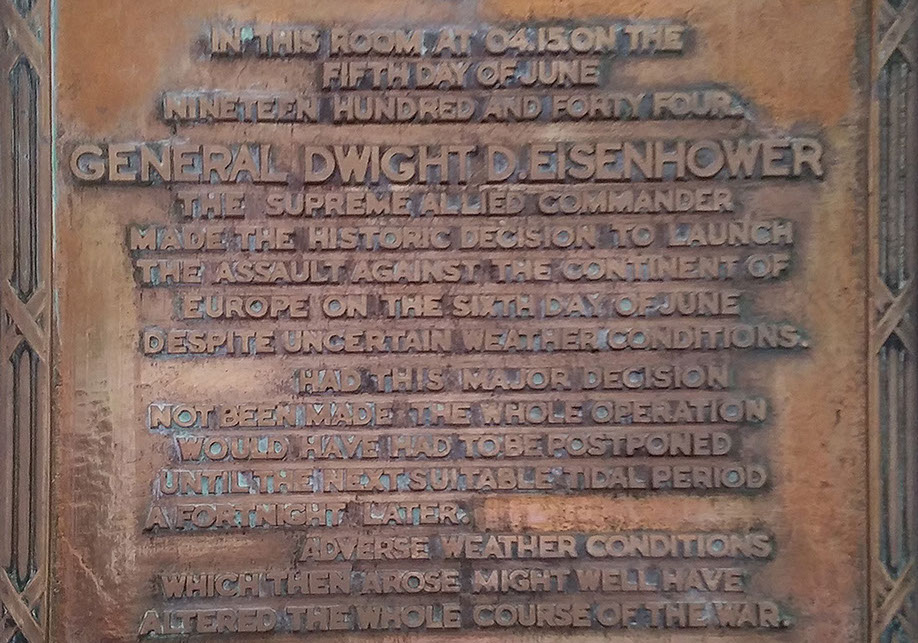 IN THIS ROOM AT 04.15 ON THE
FIFTH DAY OF JUNE
NINETEEN HUNDRED AND FORTY FOUR.
GENERAL DWIGHT D. EISENHOWER
THE SUPREME ALLIED COMMANDER
MADE THE HISTORIC DECISION TO LAUNCH
THE ASSAULT AGAINST THE CONTINENT OF
EUROPE ON THE SIXTH DAY OF JUNE
DESPITE UNCERTAIN WEATHER CONDITIONS.
HAD THIS MAJOR DECISION
NOT BEEN MADE THE WHOLE OPERATION
WOULD HAVE HAD TO BE POSTPONED
UNTIL THE NEXT SUITABLE TIDAL PERIOD
A FORTNIGHT LATER.
ADVERSE WEATHER CONDITIONS
WHICH THEN AROSE MIGHT WELL HAVE
ALTERED THE WHOLE COURSE OF THE WAR.